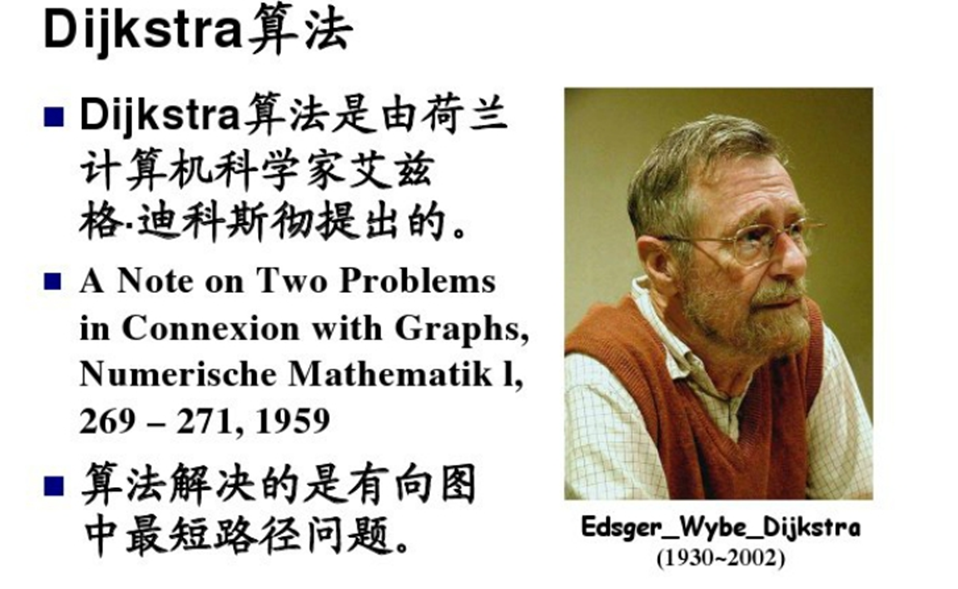 Dijkstra算法
■ Dijkstra算法是由荷兰
计算机科学家艾兹
格·迪科斯彻提出的。
■ A Note on Two Problems
in Connexion with Graphs,
Numerische Mathematik l,
269 – 271, 1959
■ 算法解决的是有向图
中最短路径问题。
Edsger_Wybe_Dijkstra
(1930~2002)